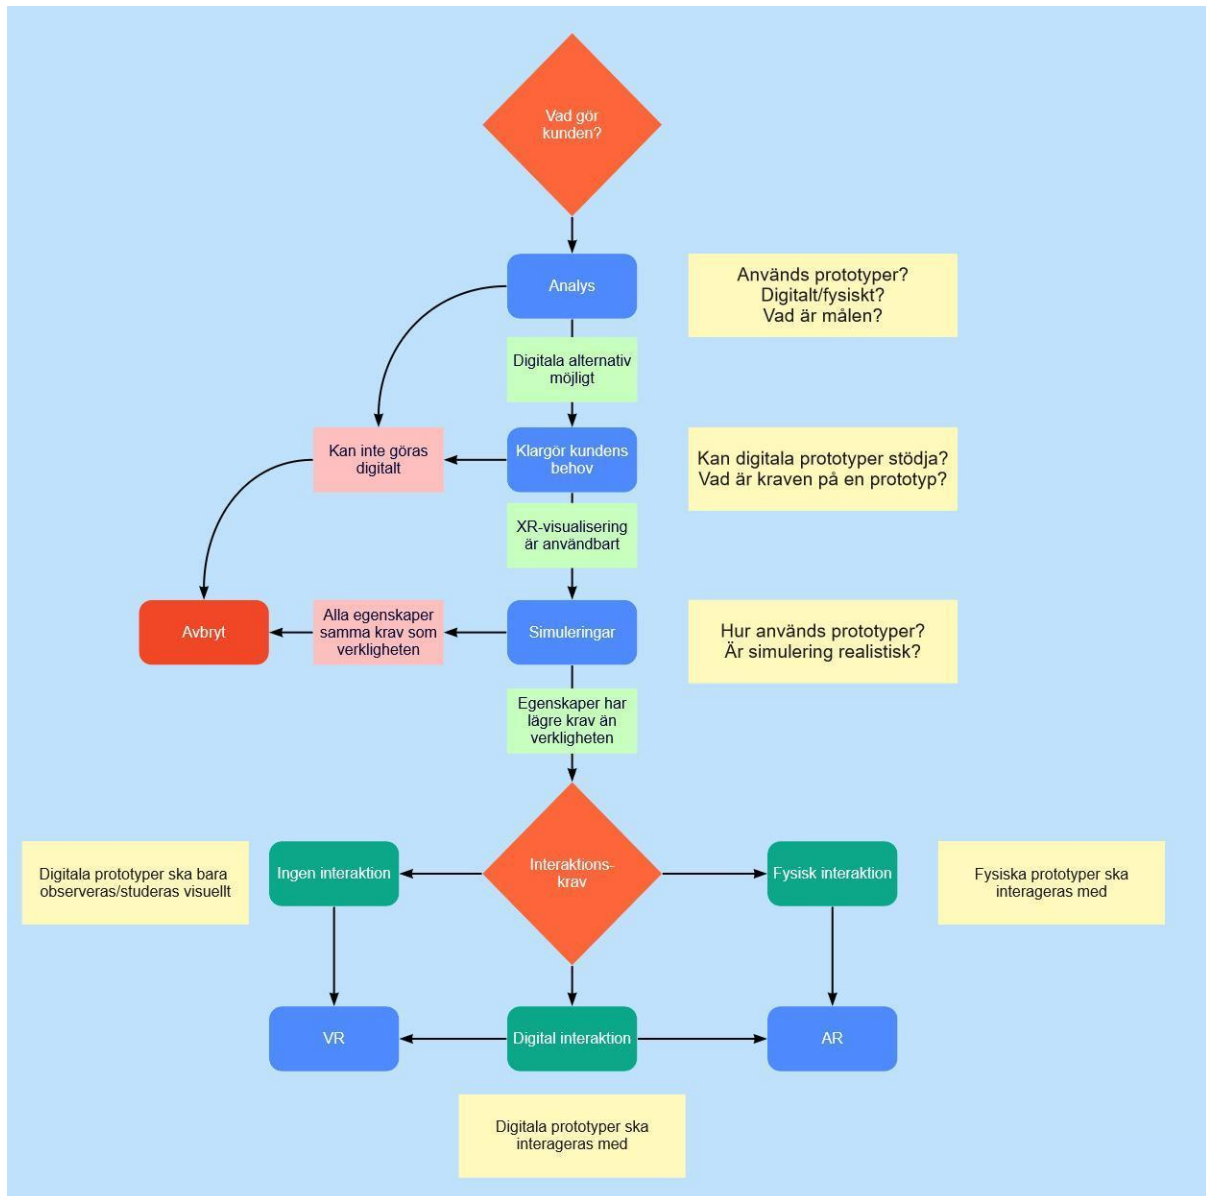 Vad gör
kunden?
Analys
Används prototyper?
Digitalt/fysiskt?
Vad är målen?
Digitala alternativ
möjligt
Kan inte göras
digitalt
Klargör kundens
behov
Kan digitala prototyper stödja?
Vad är kraven på en prototyp?
XR-visualisering
är användbart
Avbryt
Alla egenskaper
samma krav som
verkligheten
Simuleringar
Hur används prototyper?
Är simulering realistisk?
Egenskaper har
lägre krav än
verkligheten
Digitala prototyper ska bara
observeras/studeras visuellt
Ingen interaktion
Interaktions-
krav
Fysisk interaktion
Fysiska prototyper ska
interageras med
VR
Digital interaktion
AR
Digitala prototyper ska
interageras med